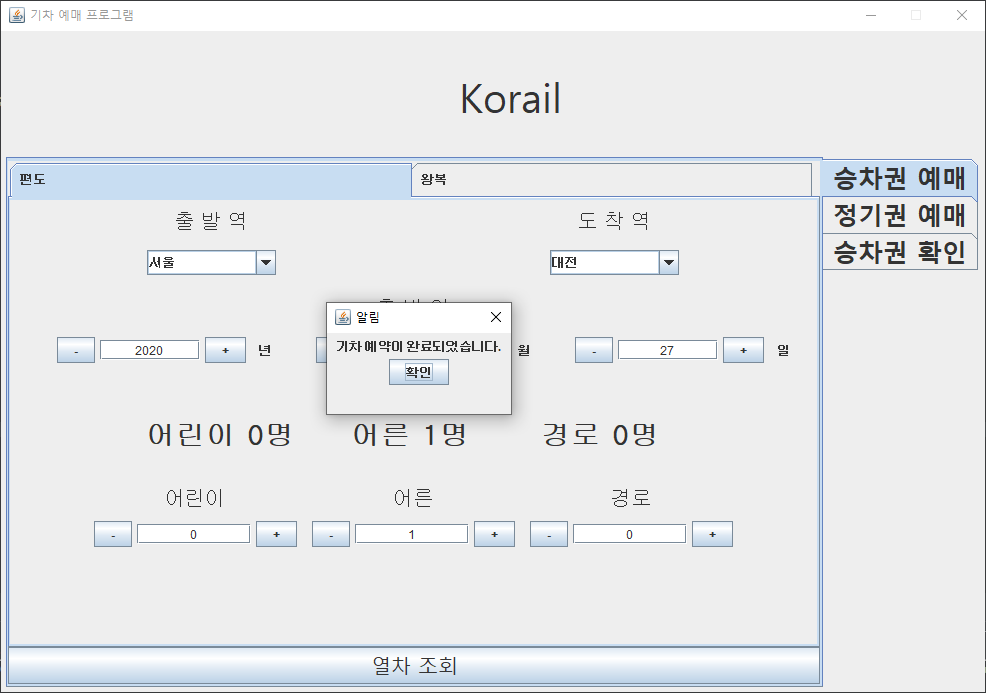 기차 예매 프로그램
Korail
편도 왕복
승차권 예매
정기권 예매
승차권 확인
출 발 역 도 착 역
서울 대전
알림
기차 예약이 완료되었습니다.
확인
- 2020 + 년 월 - 27 + 일
어린이 0명 어른 1명 경로 0명
어린이 어른 경로
- 0 + - 1 + - 0 +
열차 조회